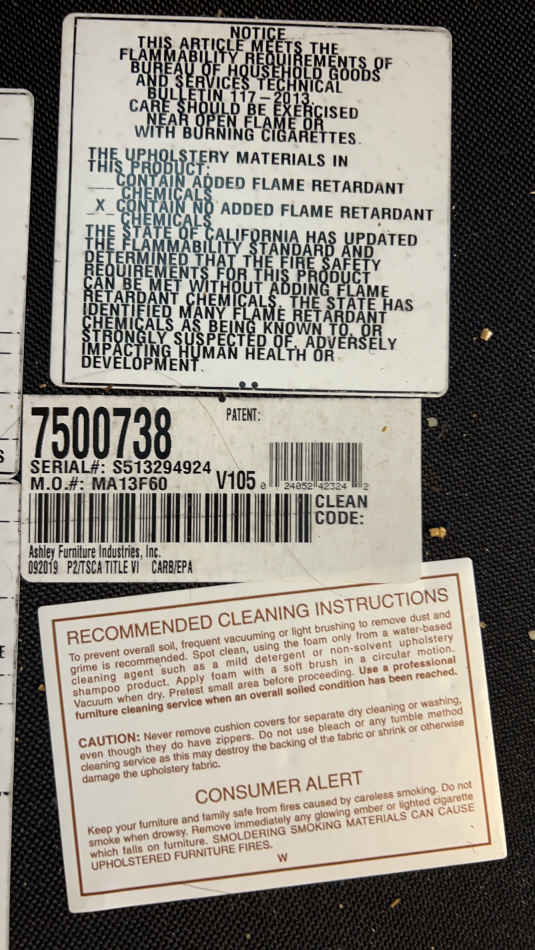 NOTICE
THIS ARTICLE MEETS THE
FLAMMABILITY REQUIREMENTS OF
BUREAU OF HOUSEHOLD GOODS
AND SERVICES TECHNICAL
BULLETIN 117-2013.
CARE SHOULD BE EXERCISED
NEAR OPEN FLAME OR
WITH BURNING CIGARETTES.
THE UPHOLSTERY MATERIALS IN
THIS PRODUCT:
___CONTAIN ADDED FLAME RETARDANT
CHEMICALS
_X_CONTAIN NO ADDED FLAME RETARDANT
CHEMICALS
THE STATE OF CALIFORNIA HAS UPDATED
THE FLAMMABILITY STANDARD AND
DETERMINED THAT THE FIRE SAFETY
REQUIREMENTS FOR THIS PRODUCT
CAN BE MET WITHOUT ADDING FLAME
RETARDANT CHEMICALS. THE STATE HAS
IDENTIFIED MANY FLAME RETARDANT
CHEMICALS AS BEING KNOWN TO, OR
STRONGLY SUSPECTED OF, ADVERSELY
IMPACTING HUMAN HEALTH OR
DEVELOPMENT.
7500738
PATENT:
SERIAL#: S513294924
M.O.#: MA13F60
V105
0 24052 42324 2
CLEAN
CODE:
Ashley Furniture Industries, Inc.
092019 P2/TSCA TITLE VI CARB/EPA
RECOMMENDED CLEANING INSTRUCTIONS
To prevent overall soil, frequent vacuuming or light brushing to remove dust and
grime is recommended. Spot clean, using the foam only from a water-based
cleaning agent such as a mild detergent or non-solvent upholstery
shampoo product. Apply foam with a soft brush in a circular motion.
Vacuum when dry. Pretest small area before proceeding. Use a professional
furniture cleaning service when an overall soiled condition has been reached.
CAUTION: Never remove cushion covers for separate dry cleaning or washing,
even though they do have zippers. Do not use bleach or any tumble method
cleaning service as this may destroy the backing of the fabric or shrink or otherwise
damage the upholstery fabric.
CONSUMER ALERT
Keep your furniture and family safe from fires caused by careless smoking. Do not
smoke when drowsy. Remove immediately any glowing ember or lighted cigarette
which falls on furniture. SMOLDERING SMOKING MATERIALS CAN CAUSE
UPHOLSTERED FURNITURE FIRES.
W